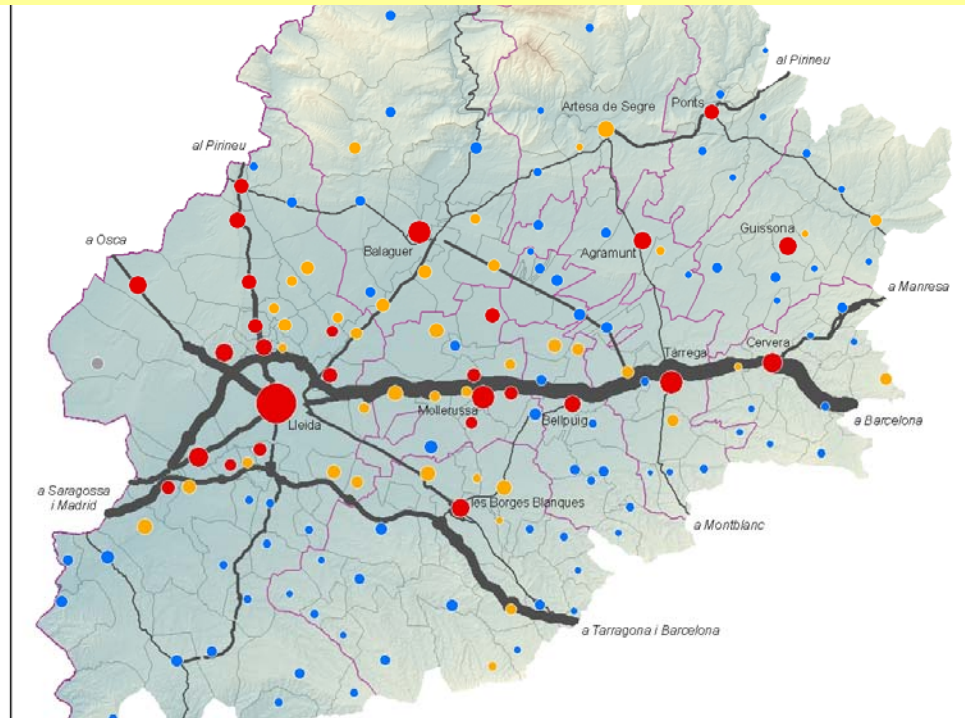 al Pirineu
Artesa de Segre
Ponts
al Pirineu
Guissona
a Osca
Balaguer
Agramunt
a Manresa
Cervera
Tàrrega
Mollerussa
Bellpuig
Lleida
a Barcelona
a Saragossa
i Madrid
les Borges Blanques
a Montblanc
a Tarragona i Barcelona